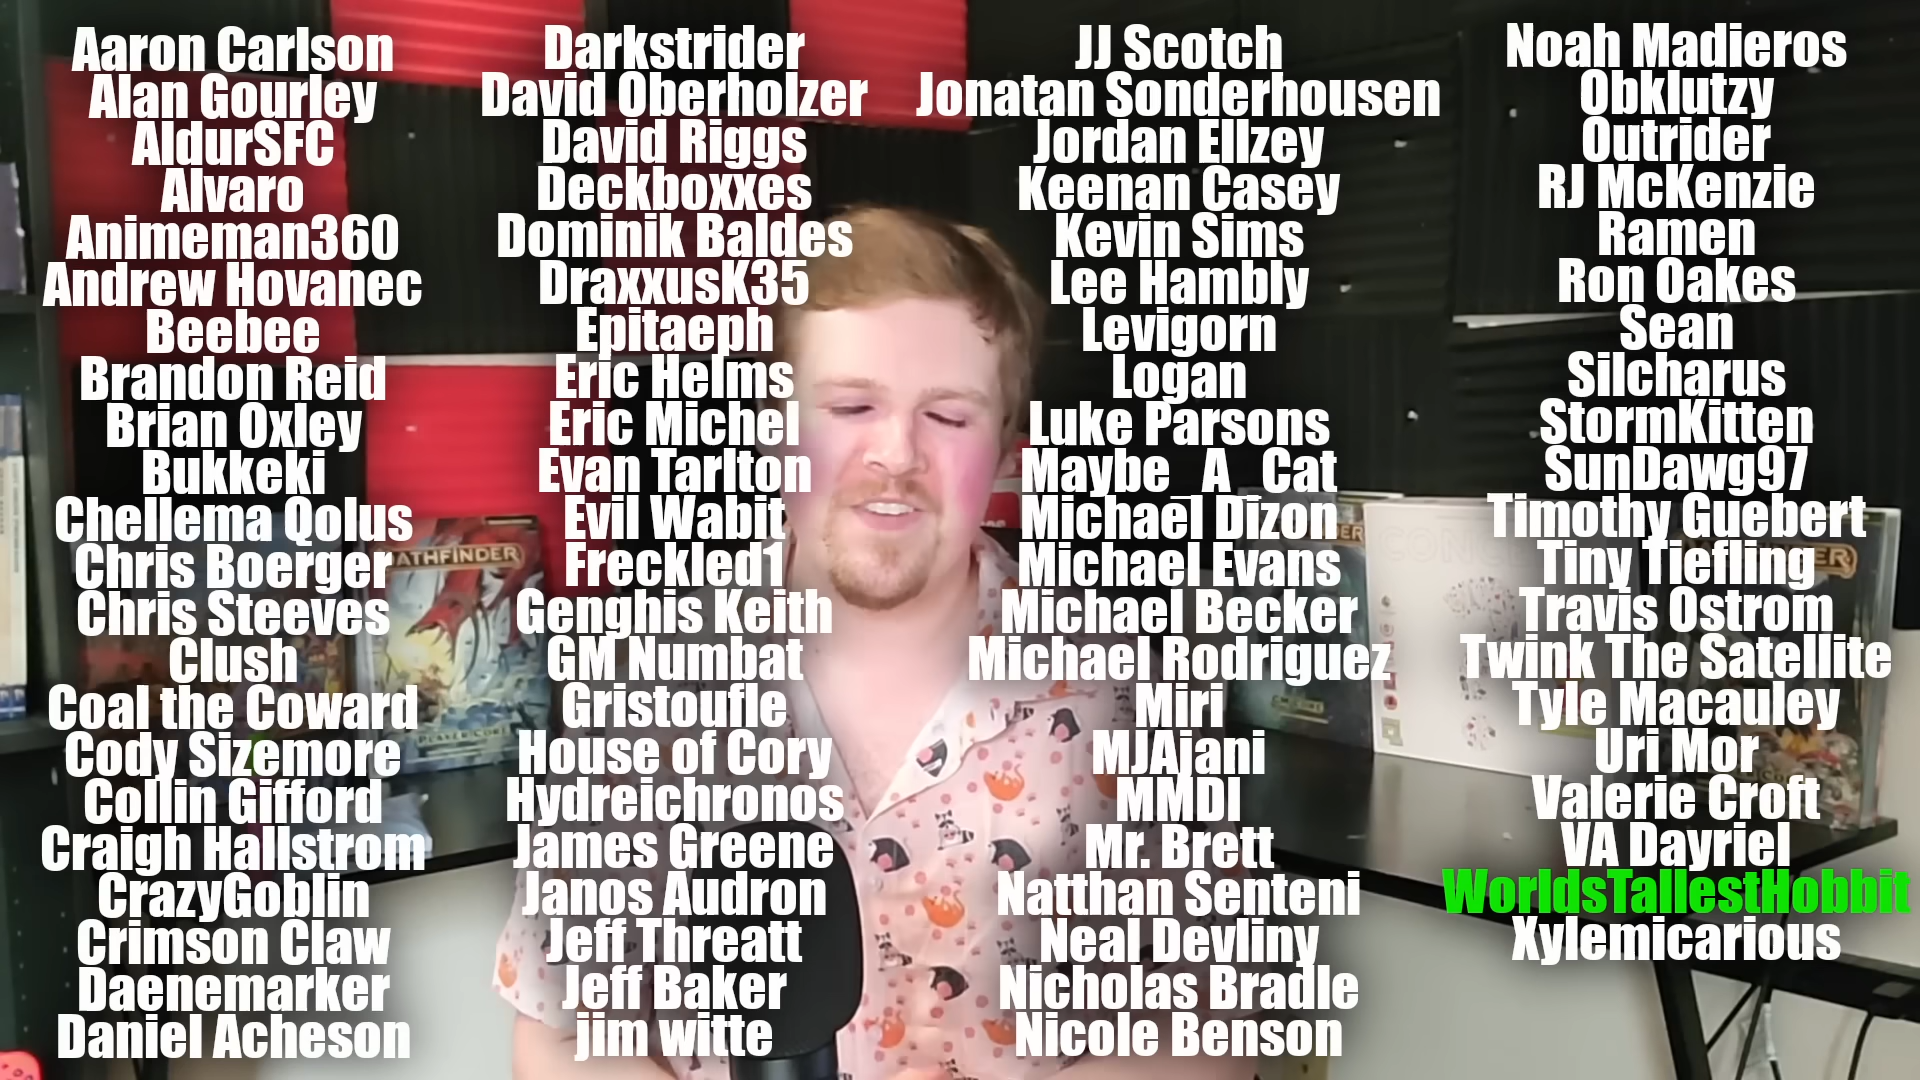 Aaron Carlson
Alan Gourley
AldurSFC
Alvaro
Animeman360
Andrew Hovanec
Beebee
Brandon Reid
Brian Oxley
Bukkeki
Chellema Qolus
Chris Boerger
Chris Steeves
Clush
Coal the Coward
Cody Sizemore
Collin Gifford
Craigh Hallstrom
CrazyGoblin
Crimson Claw
Daenemarker
Daniel Acheson
Darkstrider
David Oberholzer
David Riggs
Deckboxxes
Dominik Baldes
DraxxusK35
Epitaeph
Eric Helms
Eric Michel
Evan Tarlton
Evil Wabit
Freckled1
Genghis Keith
GM Numbat
Gristoufle
House of Cory
Hydreichronos
James Greene
Janos Audron
Jeff Threatt
Jeff Baker
jim witte
JJ Scotch
Jonatan Sonderhousen
Jordan Ellzey
Keenan Casey
Kevin Sims
Lee Hambly
Levigorn
Logan
Luke Parsons
Maybe_A_Cat
Michael Dizon
Michael Evans
Michael Becker
Michael Rodriguez
Miri
MJAjani
MMDI
Mr. Brett
Natthan Senteni
Neal Devliny
Nicholas Bradle
Nicole Benson
Noah Madieros
Obklutzy
Outrider
RJ McKenzie
Ramen
Ron Oakes
Sean
Silcharus
StormKitten
SunDawg97
Timothy Guebert
Tiny Tiefling
Travis Ostrom
Twink The Satellite
Tyle Macauley
Uri Mor
Valerie Croft
VA Dayriel
WorldsTallestHobbit
Xylemicarious
PATHFINDER
PLAYER CORE